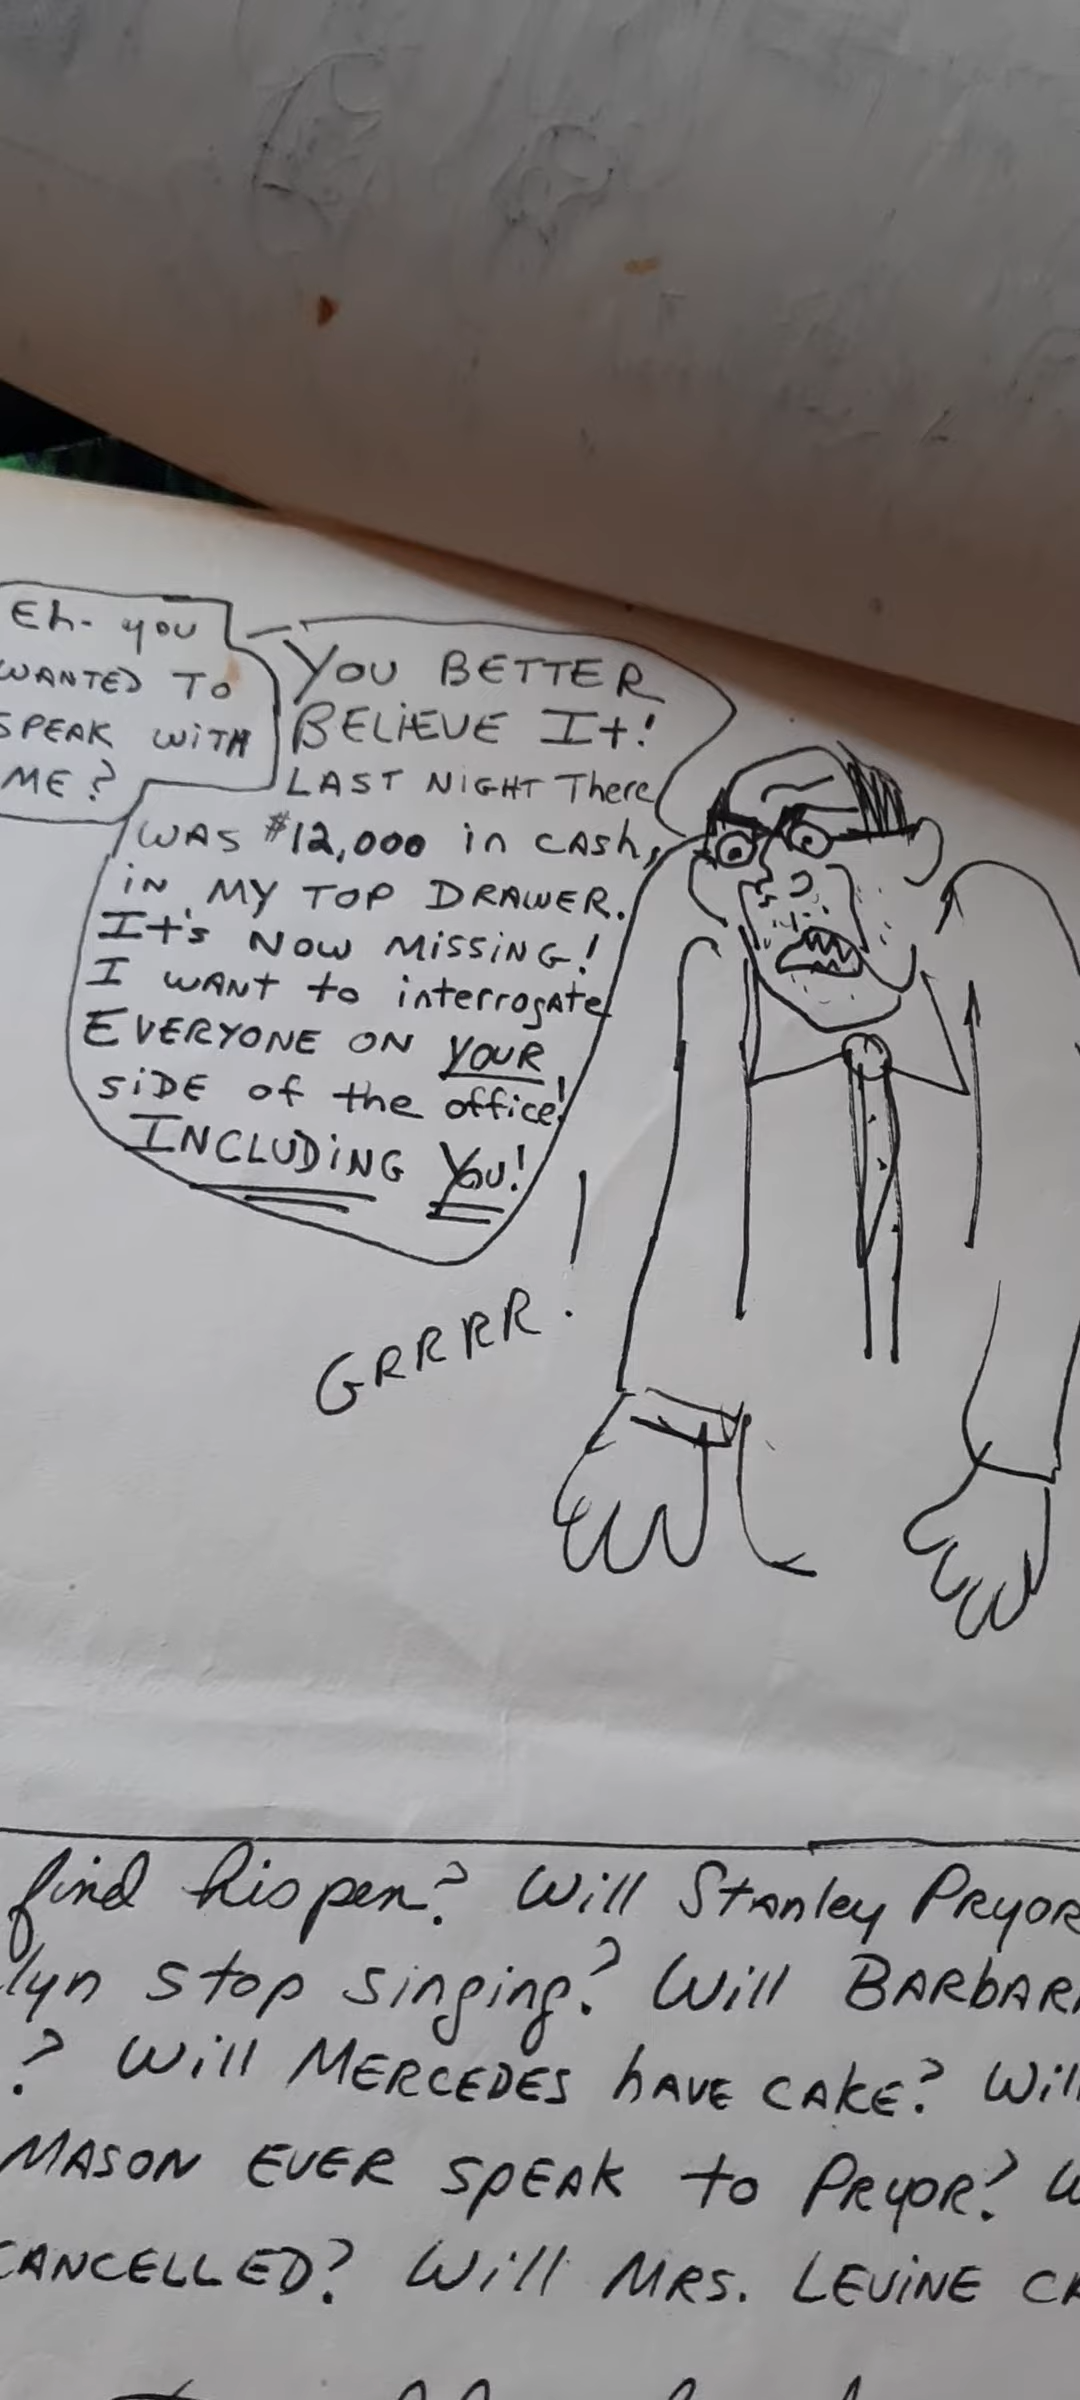 Eh- you
WANTED TO
SPEAK WITH
ME?
YOU BETTER
BELIEVE It!
LAST NIGHT There
WAS $12,000 in CASH,
in MY TOP DRAWER.
It's NOW MISSING!
I WANT to interrogate
EVERYONE ON YOUR
SIDE of the office!
INCLUDING YOU!
GRRRR!
find his pen? Will Stanley PRYOR
stop singing? Will
? Will MERCEDES HAVE CAKE? Will
MASON EVER SPEAK to PRYOR?
CANCELLED? Will MRS. LEVINE